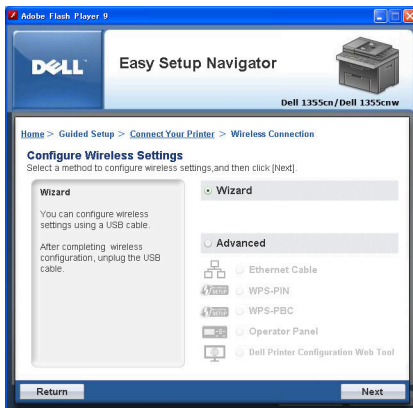 Adobe Flash Player 9
DELL
Easy Setup Navigator
Dell 1355cn/Dell 1355cnw
Home > Guided Setup > Connect Your Printer > Wireless Connection
Configure Wireless Settings
Select a method to configure wireless settings,and then click [Next].
Wizard
You can configure wireless
settings using a USB cable.
After completing wireless
configuration, unplug the USB
cable.
Wizard
Advanced
Ethernet Cable
WPS-PIN
WPS-PBC
Operator Panel
Dell Printer Configuration Web Tool
Return
Next